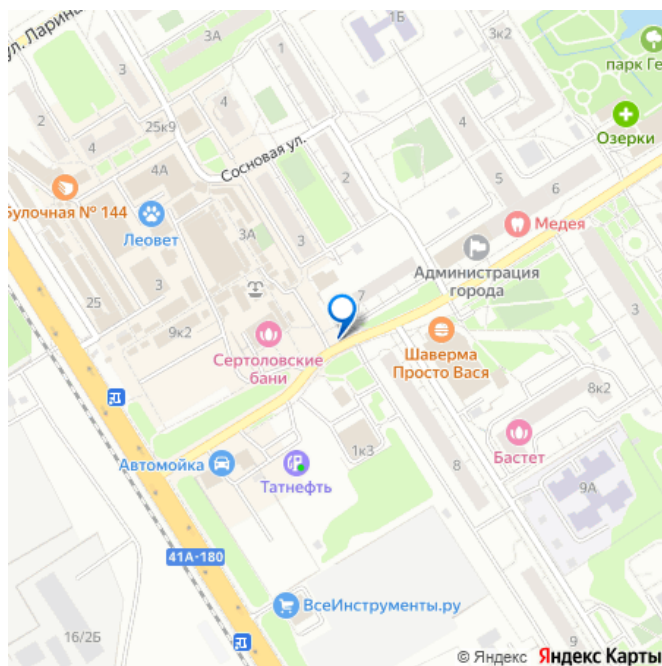 ул. Ларина
3А
1
1Б
3к2
парк Ге
3
2
4
25к9
4
Сосновая ул.
4
Озерки
4А
2
5
6
Булочная № 144
Леовет
Медея
3А
Администрация
города
25
3
7
3
9к2
Сертоловские
бани
Шаверма
Просто Вася
8к2
Автомойка
Татнефть
1к3
8
Бастет
9А
41А-180
ВсеИнструменты.ру
16/2Б
9
© Яндекс Яндекс Карты